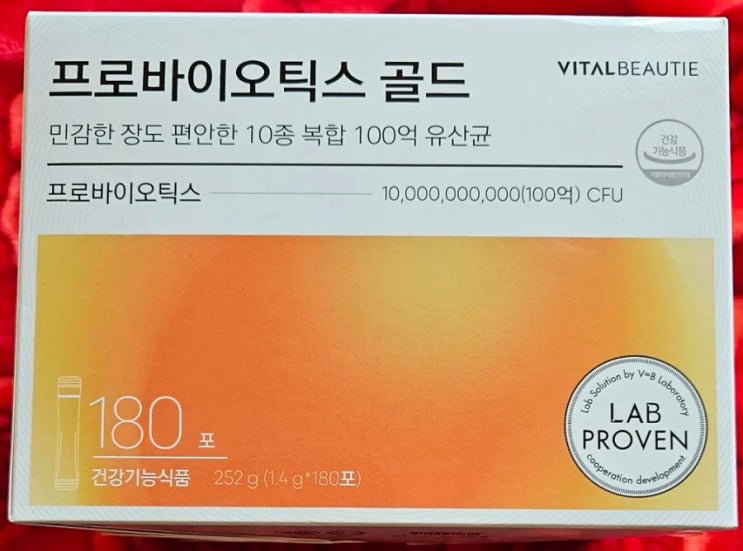 프로바이오틱스 골드
VITALBEAUTIE
민감한 장도 편안한 10종 복합 100억 유산균
건강
기능식품
프로바이오틱스 10,000,000,000(100억) CFU
180 포
건강기능식품 252 g (1.4 g*180포)
Lab Solution by V=B Laboratory
LAB
PROVEN
cooperation development